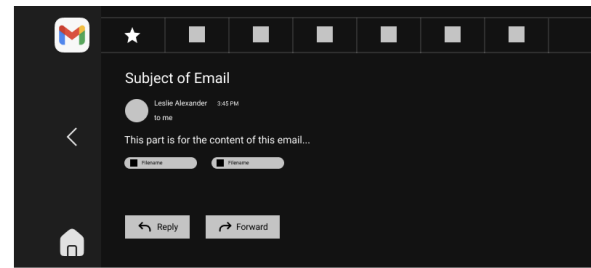 Subject of Email
Leslie Alexander 3:45 PM
to me
This part is for the content of this email...
Filename Filename
Reply Forward